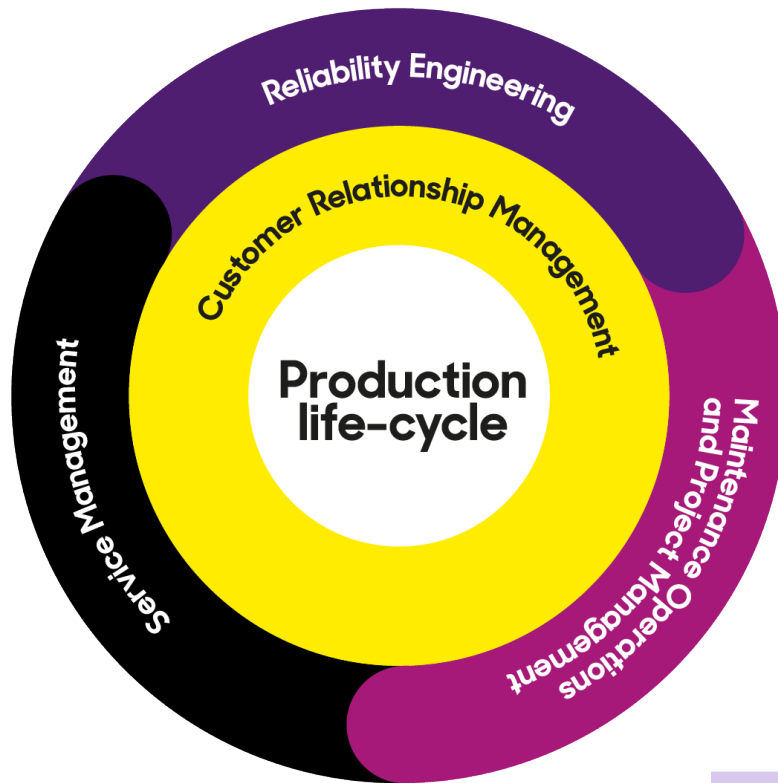 Reliability Engineering
Customer Relationship Management
Production
life-cycle
Service Management
Maintenance Operations
and Project Management